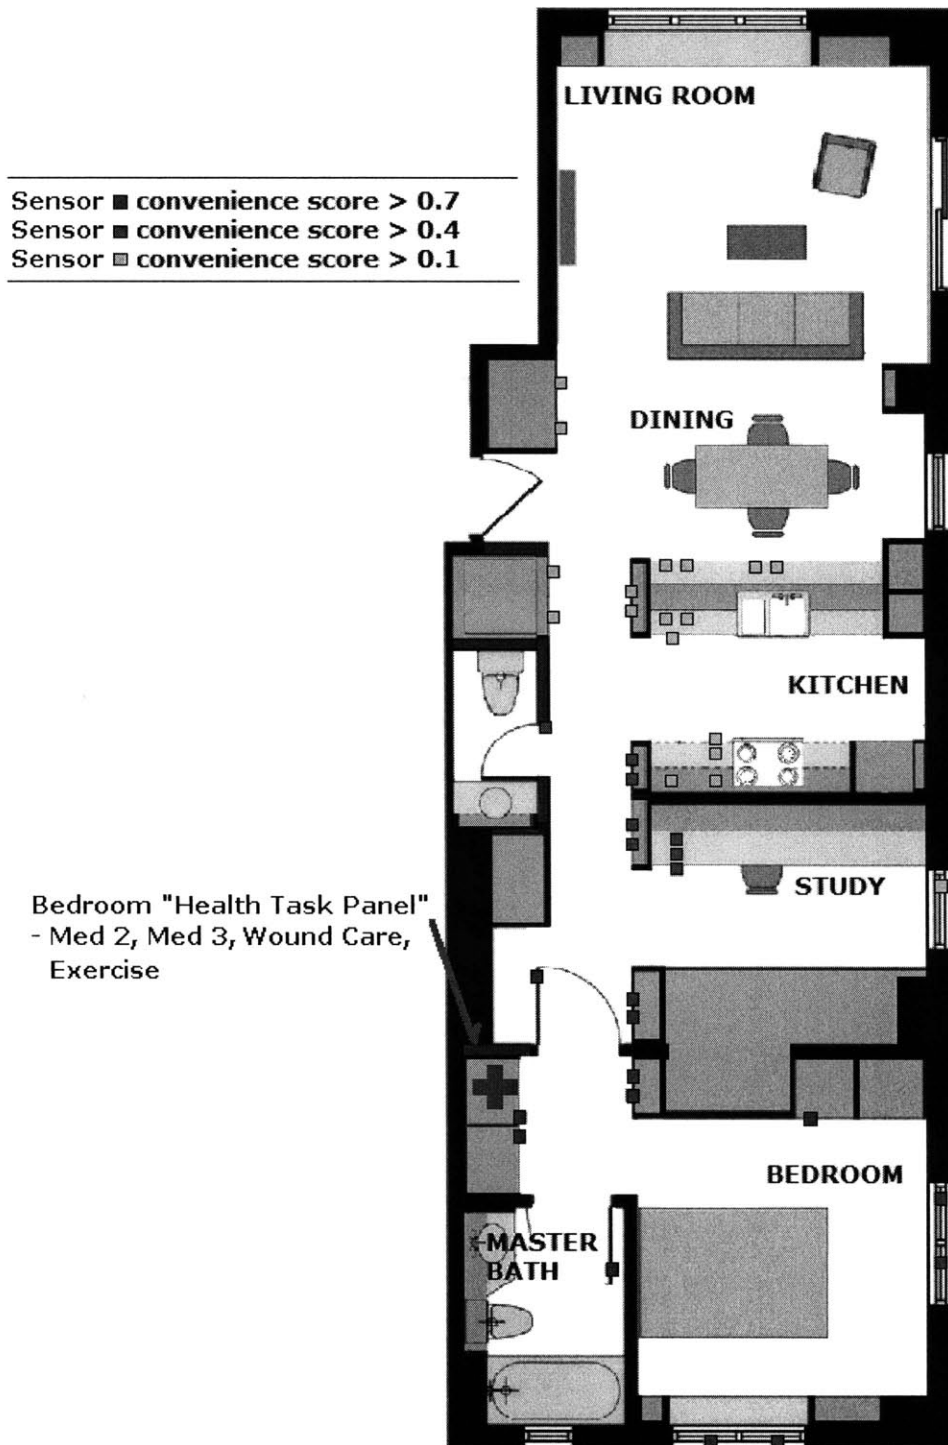 LIVING ROOM
Sensor ■ convenience score > 0.7
Sensor ■ convenience score > 0.4
Sensor ■ convenience score > 0.1
DINING
KITCHEN
STUDY
Bedroom "Health Task Panel"
- Med 2, Med 3, Wound Care,
Exercise
BEDROOM
MASTER
BATH